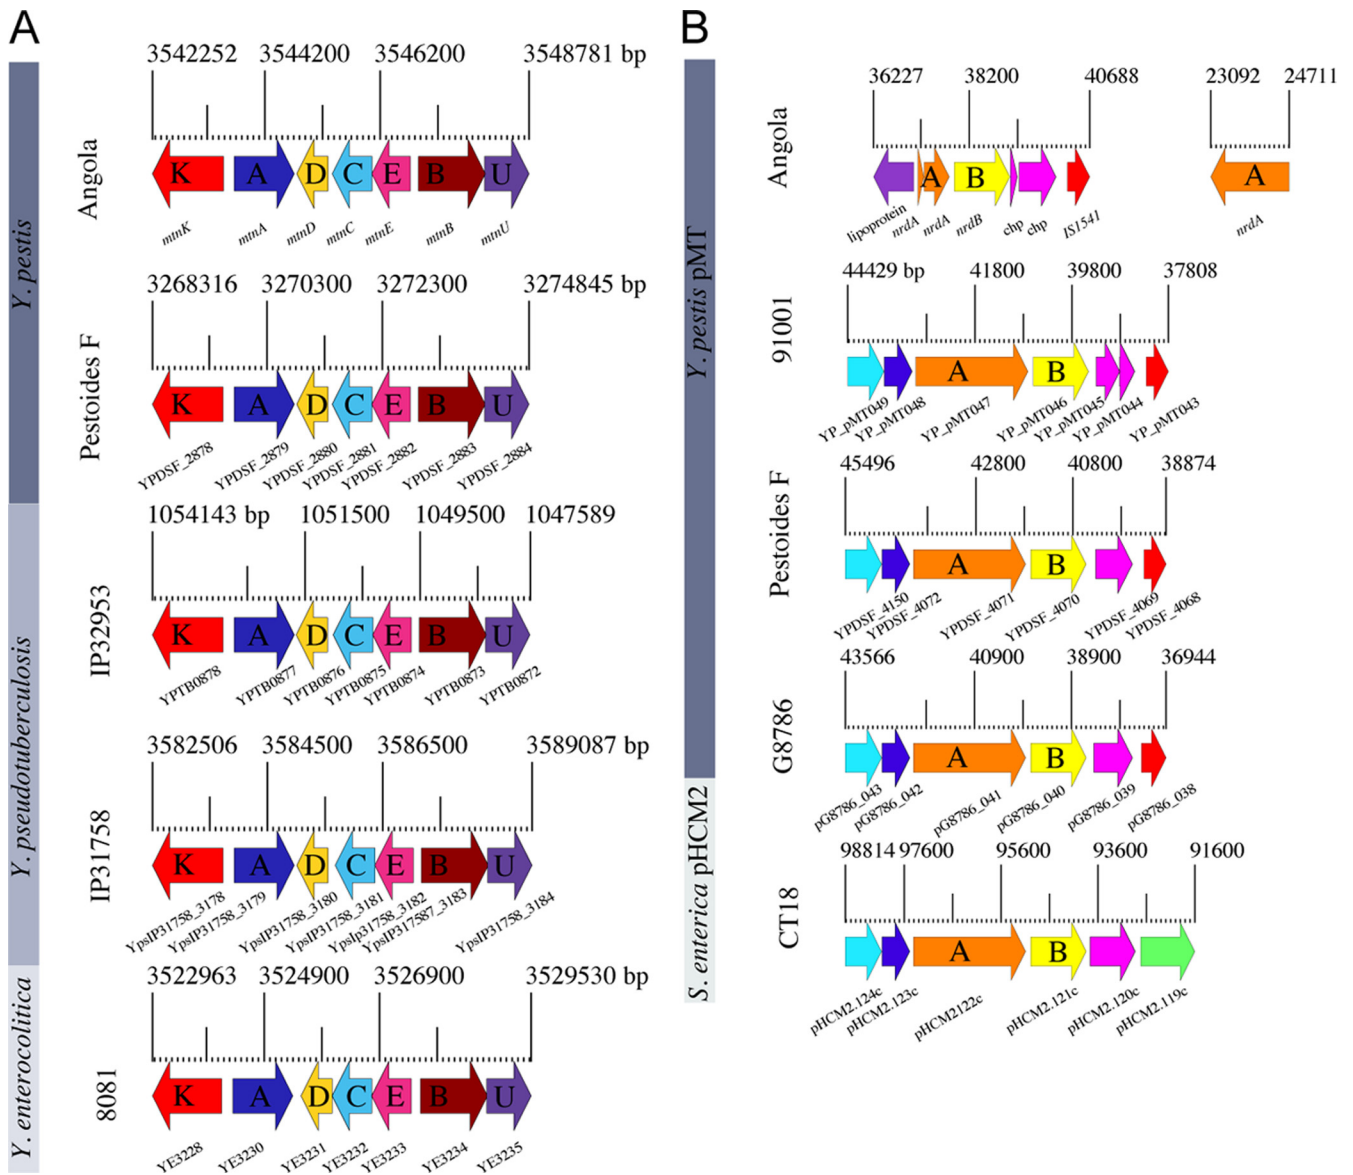 A
Y. pestis
Y. pseudotuberculosis
Y. enterocolitica
Angola
3542252 3544200 3546200 3548781 bp
K A D C E B U
mtnK mtnA mtnD mtnC mtnE mtnB mtnU
Pestoides F
3268316 3270300 3272300 3274845 bp
K A D C E B U
YPDSF_2878 YPDSF_2879 YPDSF_2880 YPDSF_2881 YPDSF_2882 YPDSF_2883 YPDSF_2884
IP32953
1054143 bp 1051500 1049500 1047589
K A D C E B U
YPTB0878 YPTB0877 YPTB0876 YPTB0875 YPTB0874 YPTB0873 YPTB0872
IP31758
3582506 3584500 3586500 3589087 bp
K A D C E B U
YpsIP31758_3178 YpsIP31758_3179 YpsIP31758_3180 YpsIP31758_3181 YpsIp31758_3182 YpsIP317587_3183 YpsIP31758_3184
8081
3522963 3524900 3526900 3529530 bp
K A D C E B U
YE3228 YE3230 YE3231 YE3232 YE3233 YE3234 YE3235
B
Y. pestis pMT
S. enterica pHCM2
Angola
36227 38200 40688 23092 24711
A B A
lipoprotein nrdA nrdA nrdB chp chp IS1541 nrdA
91001
44429 bp 41800 39800 37808
A B
YP_pMT049 YP_pMT048 YP_pMT047 YP_pMT046 YP_pMT045 YP_pMT044 YP_pMT043
Pestoides F
45496 42800 40800 38874
A B
YPDSF_4150 YPDSF_4072 YPDSF_4071 YPDSF_4070 YPDSF_4069 YPDSF_4068
G8786
43566 40900 38900 36944
A B
pG8786_043 pG8786_042 pG8786_041 pG8786_040 pG8786_039 pG8786_038
CT18
98814 97600 95600 93600 91600
A B
pHCM2.124c pHCM2.123c pHCM2122c pHCM2.121c pHCM2.120c pHCM2.119c